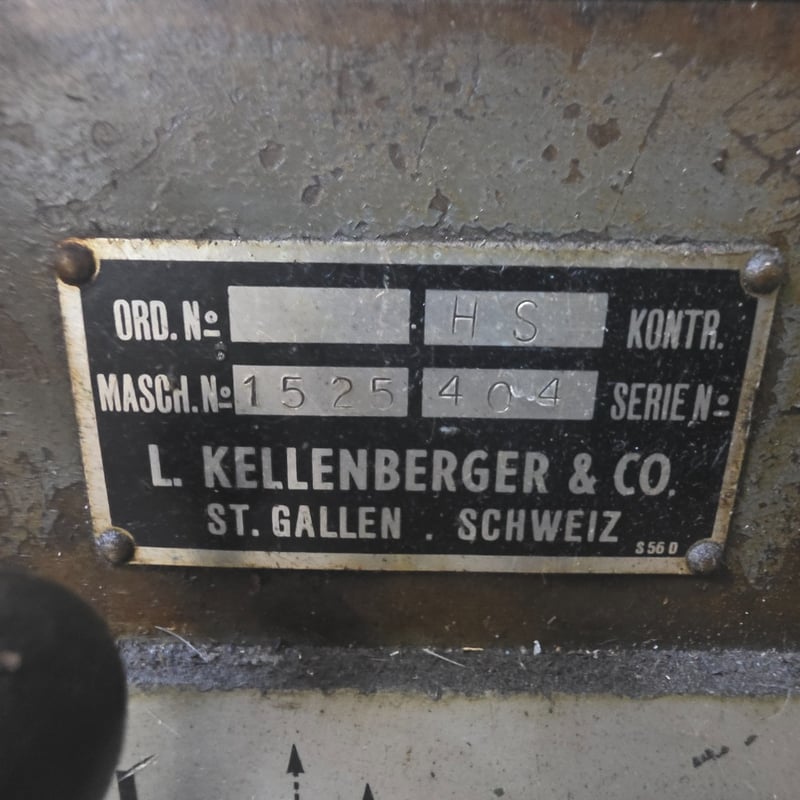 ORD. No HS KONTR.
MASCH. No 1525 404 SERIE No
L. KELLENBERGER & CO.
ST. GALLEN . SCHWEIZ
S 56 D